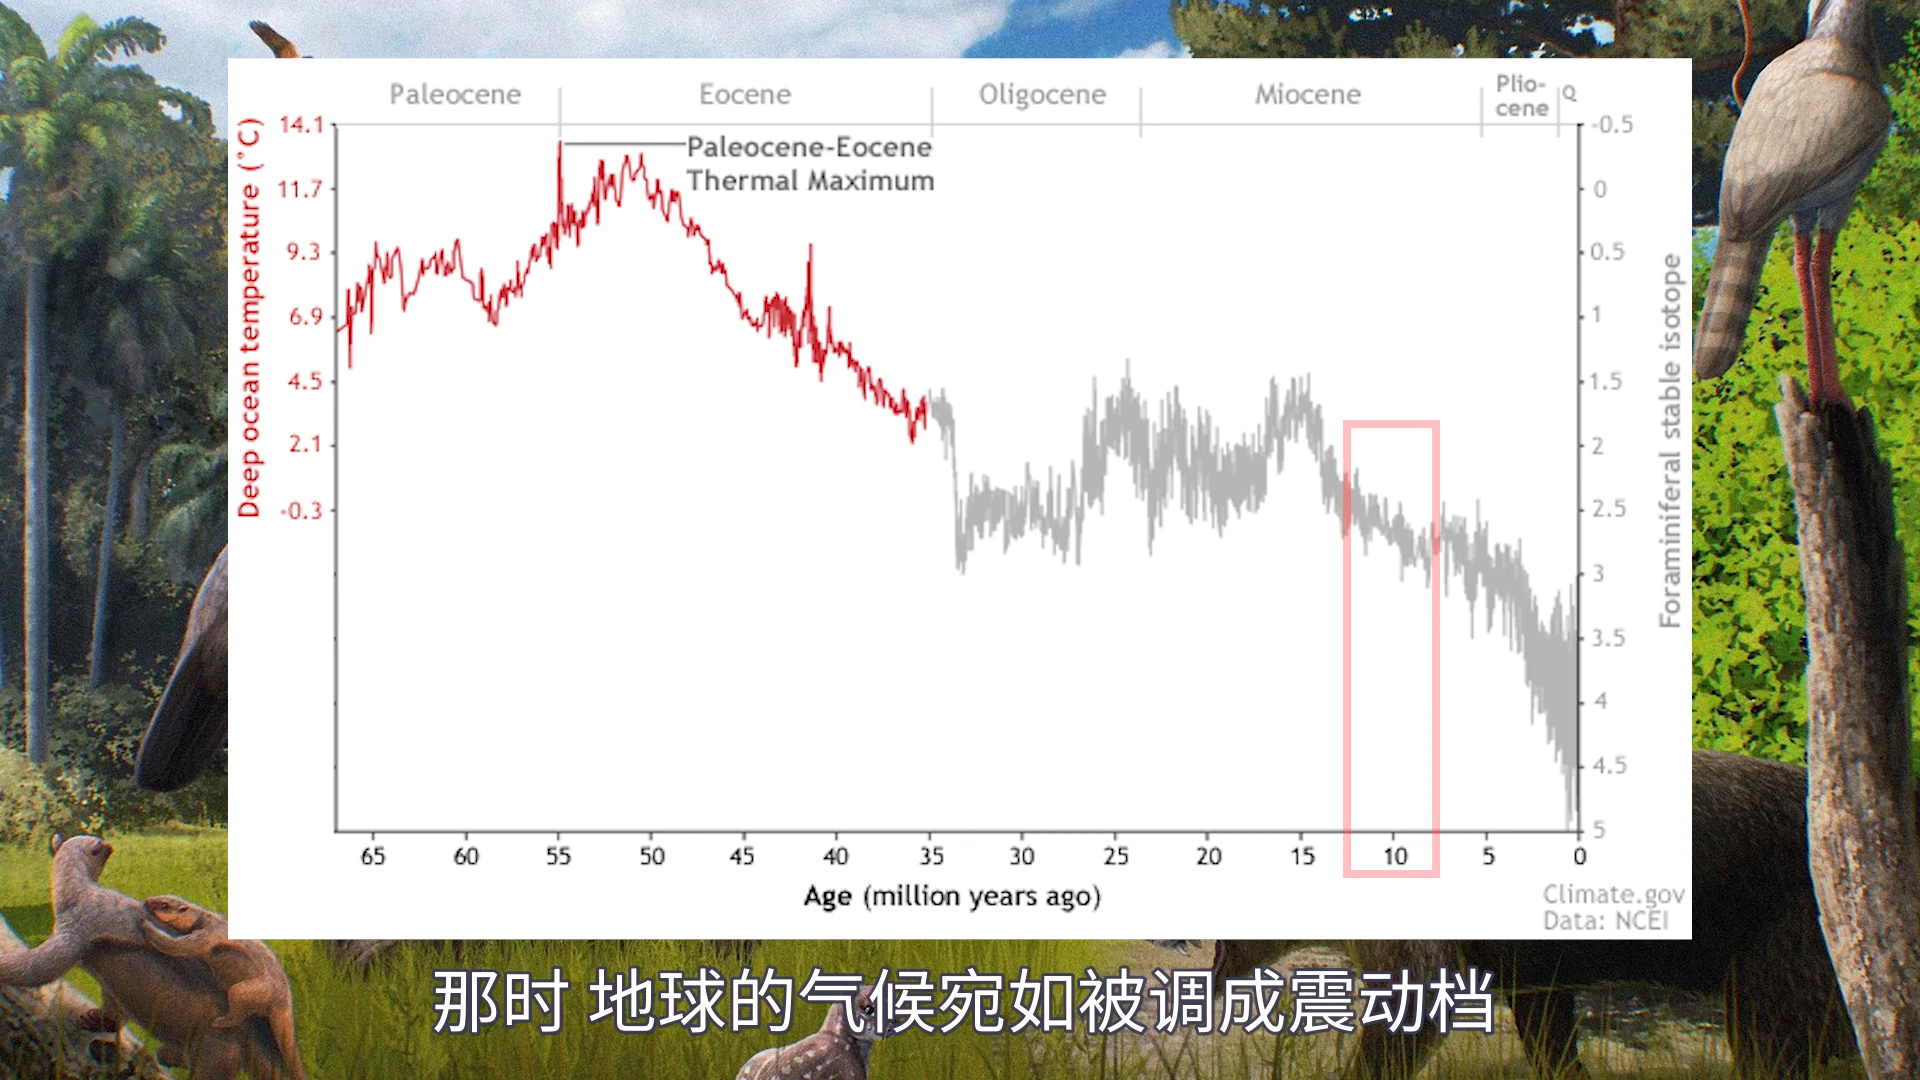 Paleocene Eocene Oligocene Miocene Plio-cene Q
Deep ocean temperature (°C)
14.1
11.7
9.3
6.9
4.5
2.1
-0.3
Paleocene-Eocene
Thermal Maximum
-0.5
0
0.5
1
1.5
2
2.5
3
3.5
4
4.5
5
Foraminiferal stable isotope
65 60 55 50 45 40 35 30 25 20 15 10 5 0
Age (million years ago)
Climate.gov
Data: NCEI
那时 地球的气候宛如被调成震动档